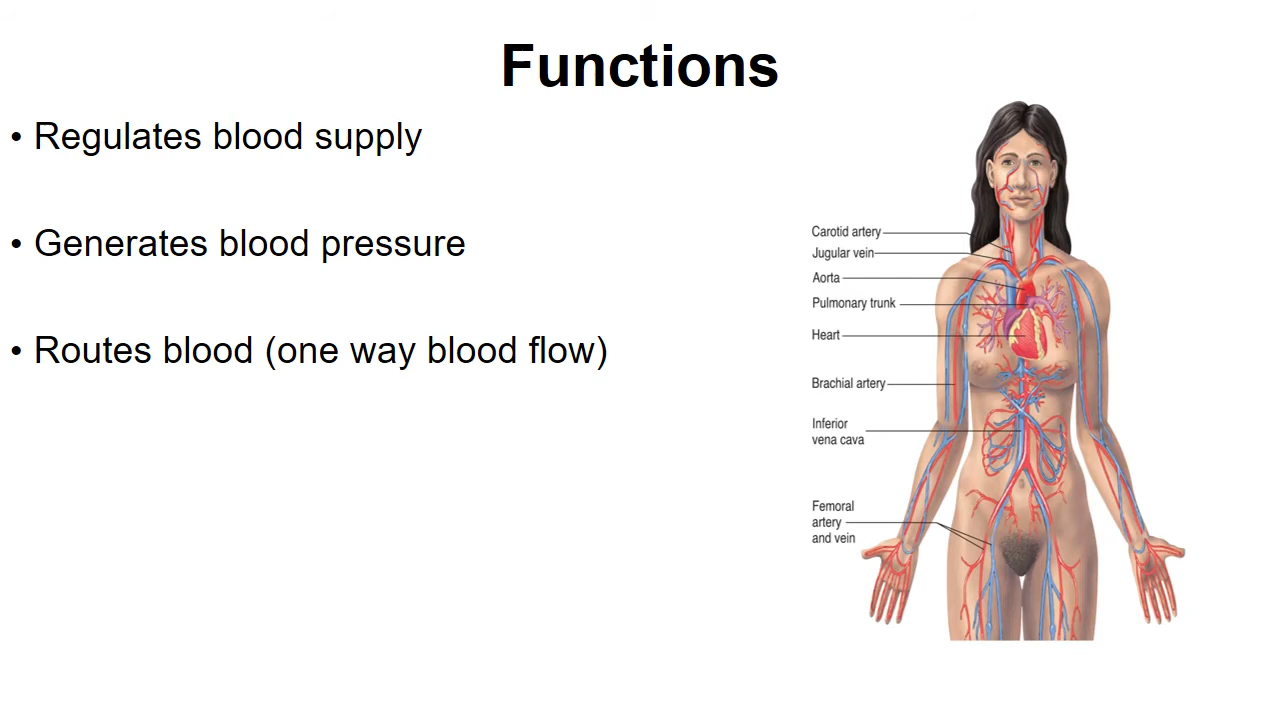 Functions
• Regulates blood supply
• Generates blood pressure
• Routes blood (one way blood flow)
Carotid artery
Jugular vein
Aorta
Pulmonary trunk
Heart
Brachial artery
Inferior
vena cava
Femoral
artery
and vein